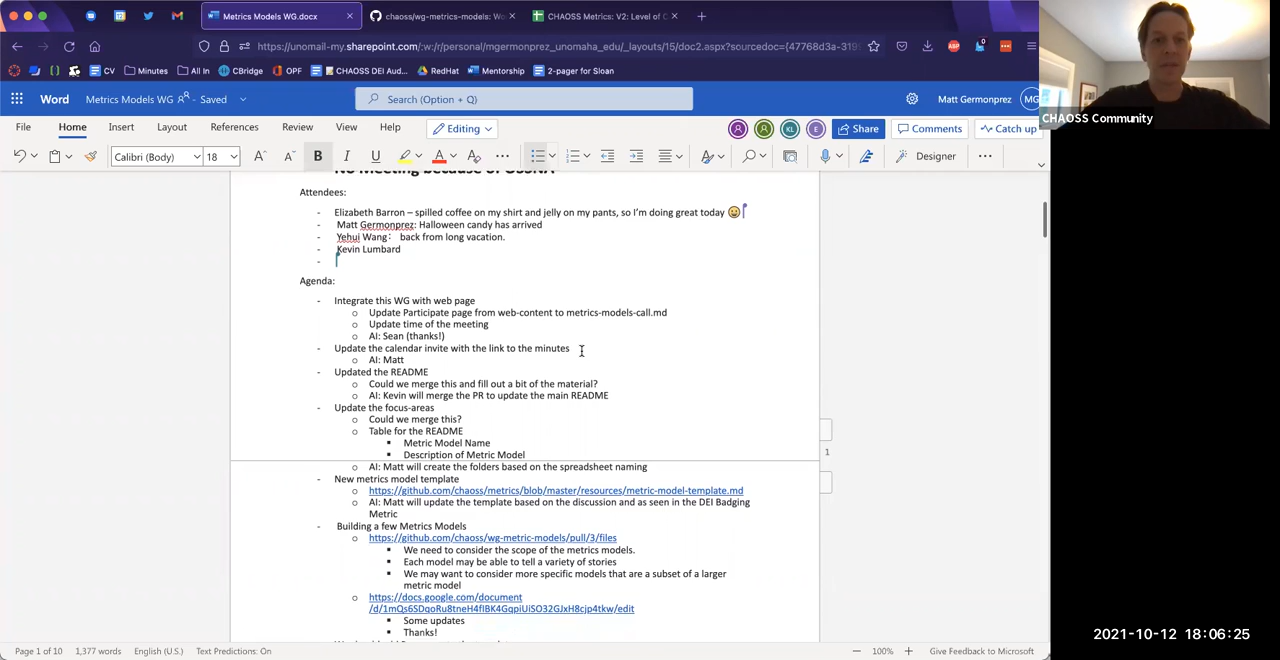 Metrics Models WG.docx
chaoss/wg-metrics-models: Wo
CHAOSS Metrics: V2: Level of C
https://unomail-my.sharepoint.com/:w:/r/personal/mgermonprez_unomaha_edu/_layouts/15/doc2.aspx?sourcedoc={47768d3a-319
ABP
0
CV
Minutes
All In
CBridge
OPF
CHAOSS DEI Aud...
RedHat
Mentorship
2-pager for Sloan
Word
Metrics Models WG
- Saved
Search (Option + Q)
Matt Germonprez
MG
CHAOSS Community
File
Home
Insert
Layout
References
Review
View
Help
Editing
KL
E
Share
Comments
Catch up
Calibri (Body)
18
B
I
U
Designer
No Meeting because of OSSNA
Attendees:
- Elizabeth Barron – spilled coffee on my shirt and jelly on my pants, so I'm doing great today 😀
- Matt Germonprez: Halloween candy has arrived
- Yehui Wang: back from long vacation.
- Kevin Lumbard
-
Agenda:
- Integrate this WG with web page
o Update Participate page from web-content to metrics-models-call.md
o Update time of the meeting
o AI: Sean (thanks!)
- Update the calendar invite with the link to the minutes
o AI: Matt
- Updated the README
o Could we merge this and fill out a bit of the material?
o AI: Kevin will merge the PR to update the main README
- Update the focus-areas
o Could we merge this?
o Table for the README
▪ Metric Model Name
▪ Description of Metric Model
1
o AI: Matt will create the folders based on the spreadsheet naming
- New metrics model template
o https://github.com/chaoss/metrics/blob/master/resources/metric-model-template.md
o AI: Matt will update the template based on the discussion and as seen in the DEI Badging
Metric
- Building a few Metrics Models
o https://github.com/chaoss/wg-metric-models/pull/3/files
▪ We need to consider the scope of the metrics models.
▪ Each model may be able to tell a variety of stories
▪ We may want to consider more specific models that are a subset of a larger
metric model
o https://docs.google.com/document
/d/1mQs6SDqoRu8tneH4flBK4GqpiUiSO32GJxH8cjp4tkw/edit
▪ Some updates
▪ Thanks!
2021-10-12 18:06:25
Page 1 of 10
1,377 words
English (U.S.)
Text Predictions: On
100%
Give Feedback to Microsoft